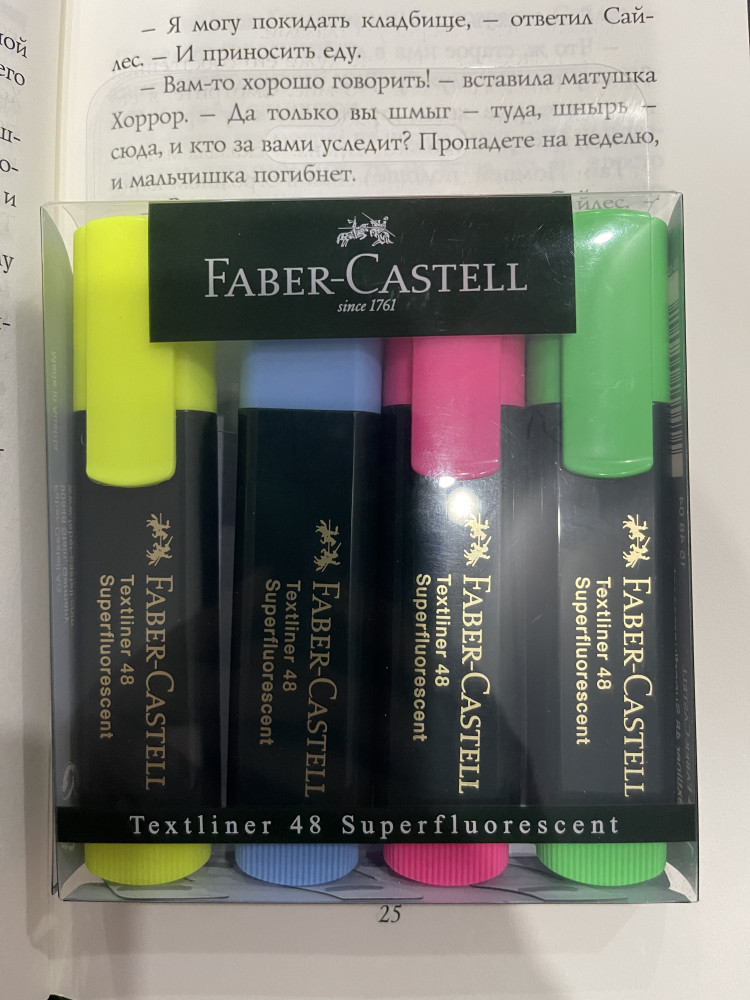 — Я могу покидать кладбище, — ответил Сай-
лес. — И приносить еду.
— Вам-то хорошо говорить! — вставила матушка
Хоррор. — Да только вы шмыг — туда, шнырь —
сюда, и кто за вами уследит? Пропадете на неделю,
и мальчишка погибнет.
йлес. —
FABER-CASTELL
since 1761
FABER-CASTELL
Textliner 48
Superfluorescent
FABER-CASTELL
Textliner 48
Superfluorescent
FABER-CASTELL
Textliner 48
Superfluorescent
FABER-CASTELL
Textliner 48
Superfluorescent
Textliner 48 Superfluorescent
25